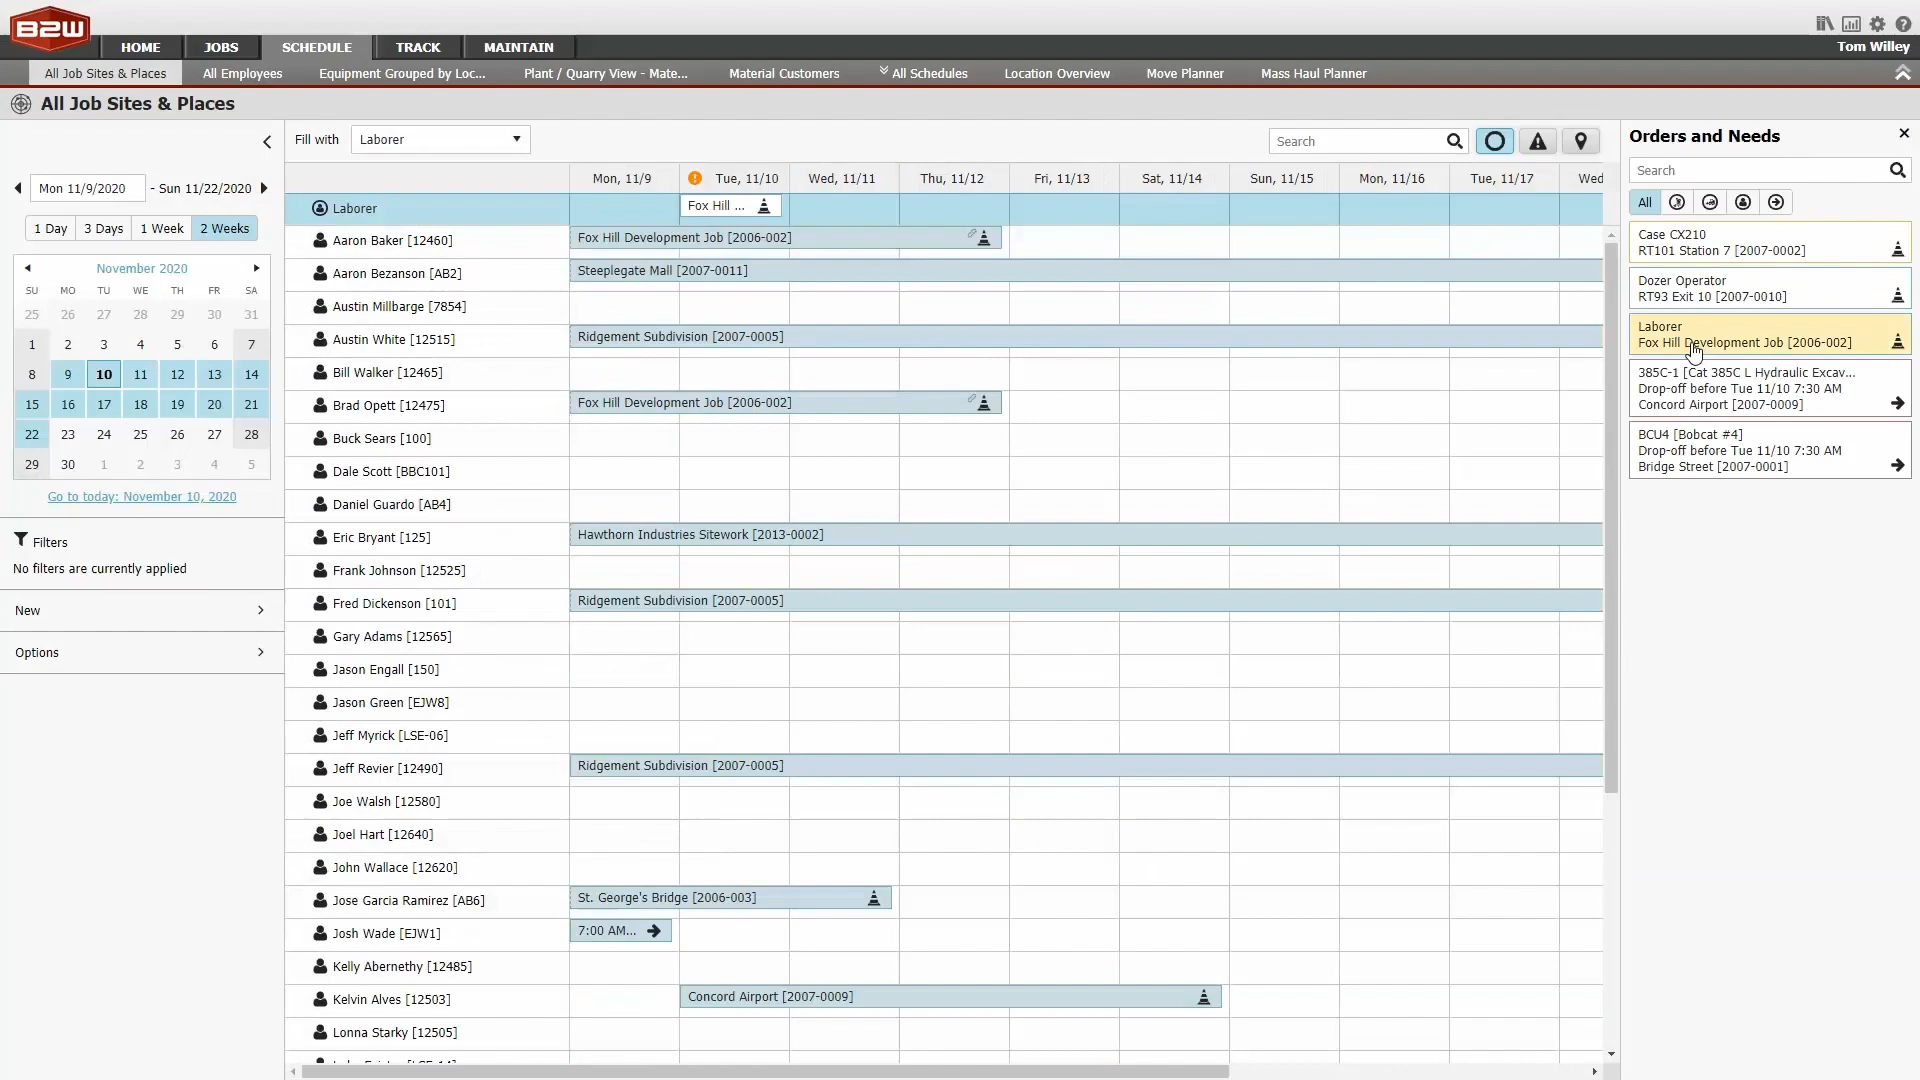 B2W
HOME
JOBS
SCHEDULE
TRACK
MAINTAIN
Tom Willey
All Job Sites & Places
All Employees
Equipment Grouped by Loc...
Plant / Quarry View - Mate...
Material Customers
All Schedules
Location Overview
Move Planner
Mass Haul Planner
All Job Sites & Places
Mon 11/9/2020 - Sun 11/22/2020
1 Day 3 Days 1 Week 2 Weeks
November 2020
SU MO TU WE TH FR SA
25 26 27 28 29 30 31
1 2 3 4 5 6 7
8 9 10 11 12 13 14
15 16 17 18 19 20 21
22 23 24 25 26 27 28
29 30 1 2 3 4 5
Go to today: November 10, 2020
Filters
No filters are currently applied
New
Options
Fill with Laborer
Search
Mon, 11/9 Tue, 11/10 Wed, 11/11 Thu, 11/12 Fri, 11/13 Sat, 11/14 Sun, 11/15 Mon, 11/16 Tue, 11/17 Wed
Laborer Fox Hill ...
Aaron Baker [12460] Fox Hill Development Job [2006-002]
Aaron Bezanson [AB2] Steeplegate Mall [2007-0011]
Austin Millbarge [7854]
Austin White [12515] Ridgement Subdivision [2007-0005]
Bill Walker [12465]
Brad Opett [12475] Fox Hill Development Job [2006-002]
Buck Sears [100]
Dale Scott [BBC101]
Daniel Guardo [AB4]
Eric Bryant [125] Hawthorn Industries Sitework [2013-0002]
Frank Johnson [12525]
Fred Dickenson [101] Ridgement Subdivision [2007-0005]
Gary Adams [12565]
Jason Engall [150]
Jason Green [EJW8]
Jeff Myrick [LSE-06]
Jeff Revier [12490] Ridgement Subdivision [2007-0005]
Joe Walsh [12580]
Joel Hart [12640]
John Wallace [12620]
Jose Garcia Ramirez [AB6] St. George's Bridge [2006-003]
Josh Wade [EJW1] 7:00 AM...
Kelly Abernethy [12485]
Kelvin Alves [12503] Concord Airport [2007-0009]
Lonna Starky [12505]
Orders and Needs
Search
All
Case CX210
RT101 Station 7 [2007-0002]
Dozer Operator
RT93 Exit 10 [2007-0010]
Laborer
Fox Hill Development Job [2006-002]
385C-1 [Cat 385C L Hydraulic Excav...
Drop-off before Tue 11/10 7:30 AM
Concord Airport [2007-0009]
BCU4 [Bobcat #4]
Drop-off before Tue 11/10 7:30 AM
Bridge Street [2007-0001]